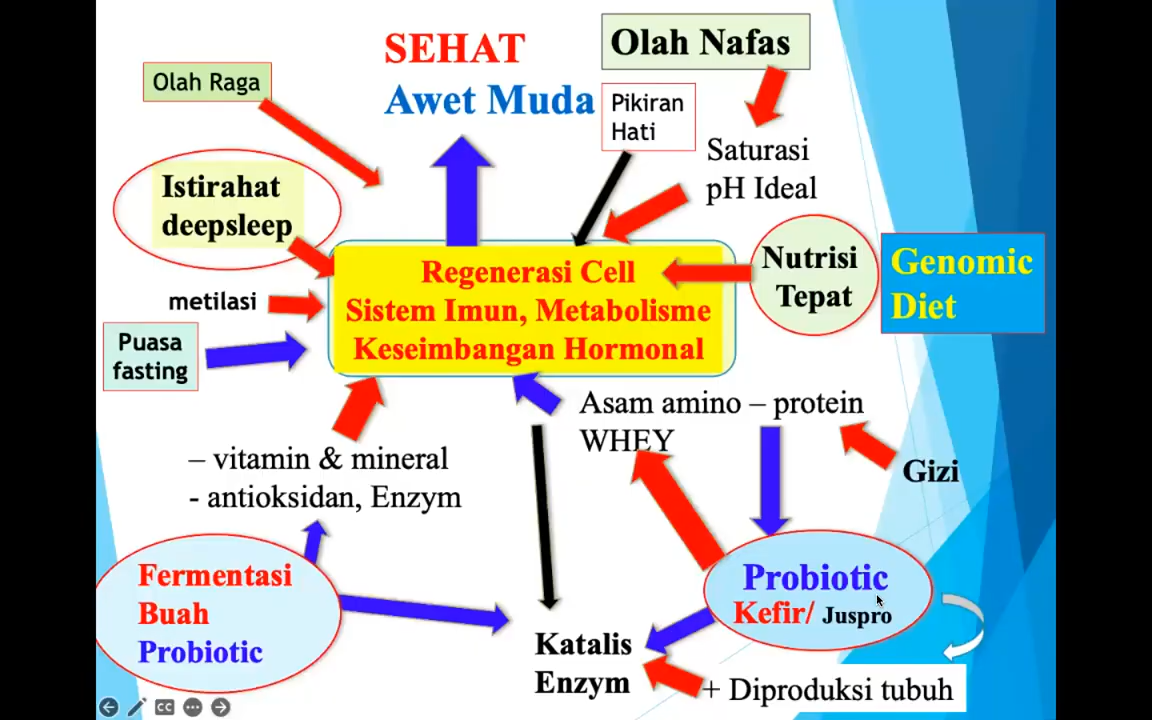 SEHAT
Awet Muda
Olah Nafas
Olah Raga
Pikiran
Hati
Saturasi
pH Ideal
Istirahat
deepsleep
metilasi
Puasa
fasting
Regenerasi Cell
Sistem Imun, Metabolisme
Keseimbangan Hormonal
Nutrisi
Tepat
Genomic
Diet
Asam amino – protein
WHEY
Gizi
– vitamin & mineral
- antioksidan, Enzym
Fermentasi
Buah
Probiotic
Probiotic
Kefir/ Juspro
Katalis
Enzym
+ Diproduksi tubuh
CC